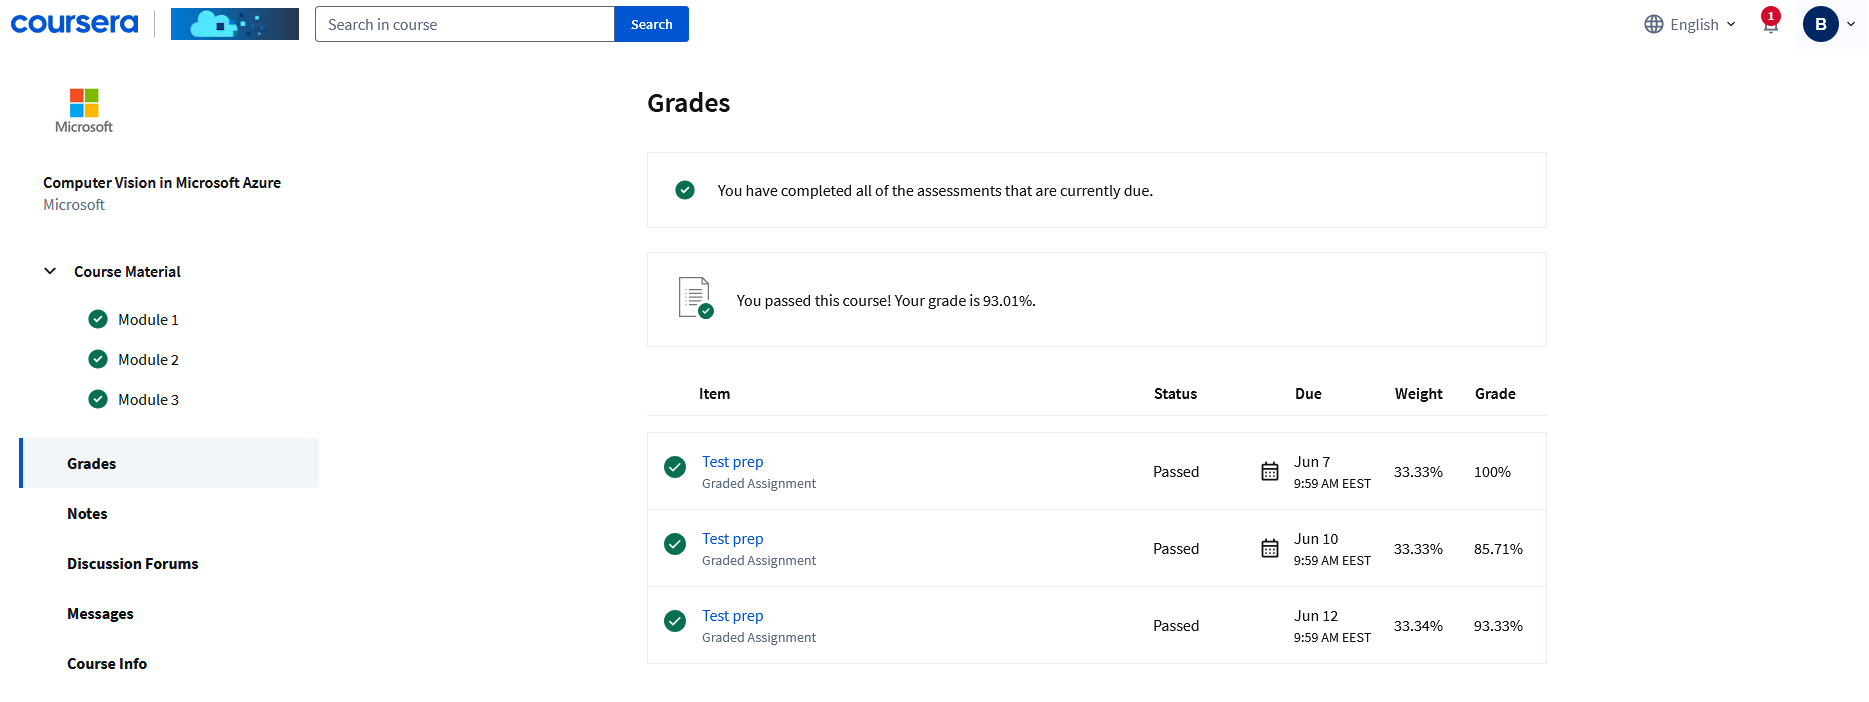 coursera
Search in course
Search
English
1
B
Microsoft
Computer Vision in Microsoft Azure
Microsoft
Course Material
Module 1
Module 2
Module 3
Grades
Notes
Discussion Forums
Messages
Course Info
Grades
You have completed all of the assessments that are currently due.
You passed this course! Your grade is 93.01%.
Item Status Due Weight Grade
Test prep
Graded Assignment
Passed
Jun 7
9:59 AM EEST
33.33%
100%
Test prep
Graded Assignment
Passed
Jun 10
9:59 AM EEST
33.33%
85.71%
Test prep
Graded Assignment
Passed
Jun 12
9:59 AM EEST
33.34%
93.33%